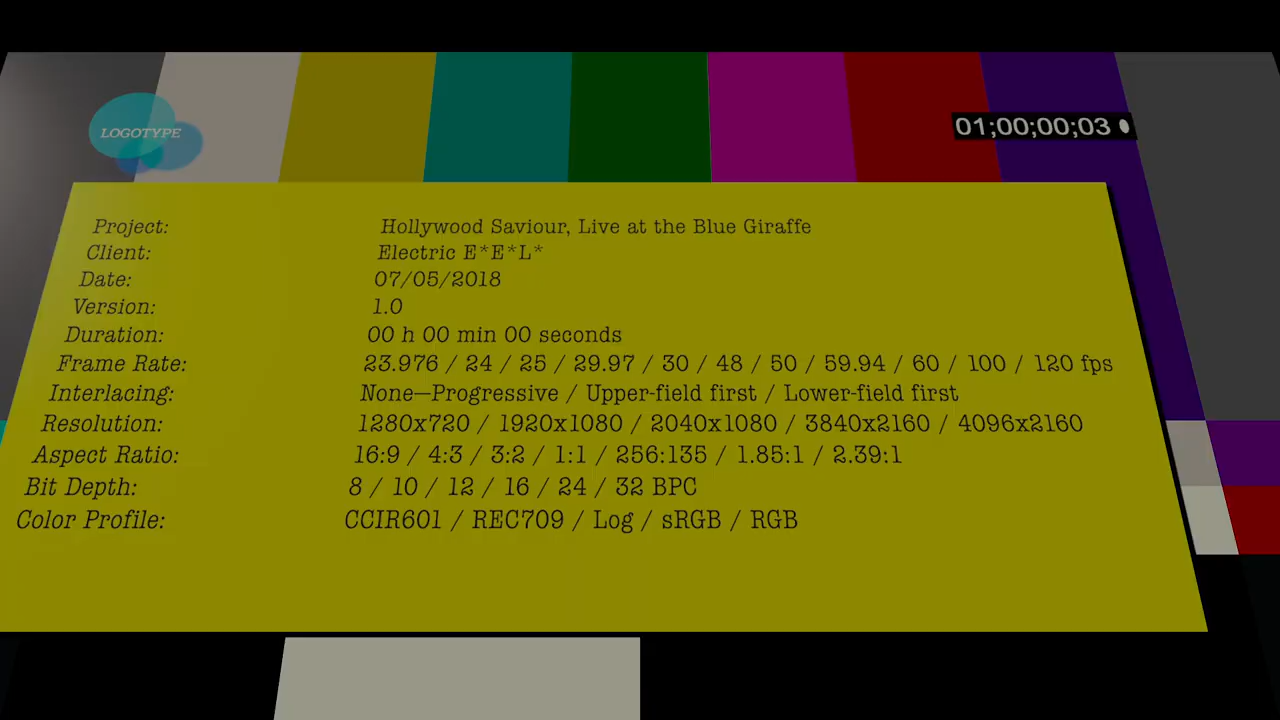 LOGOTYPE
01;00;00;03
Project: Hollywood Saviour, Live at the Blue Giraffe
Client: Electric E*E*L*
Date: 07/05/2018
Version: 1.0
Duration: 00 h 00 min 00 seconds
Frame Rate: 23.976 / 24 / 25 / 29.97 / 30 / 48 / 50 / 59.94 / 60 / 100 / 120 fps
Interlacing: None—Progressive / Upper-field first / Lower-field first
Resolution: 1280x720 / 1920x1080 / 2040x1080 / 3840x2160 / 4096x2160
Aspect Ratio: 16:9 / 4:3 / 3:2 / 1:1 / 256:135 / 1.85:1 / 2.39:1
Bit Depth: 8 / 10 / 12 / 16 / 24 / 32 BPC
Color Profile: CCIR601 / REC709 / Log / sRGB / RGB